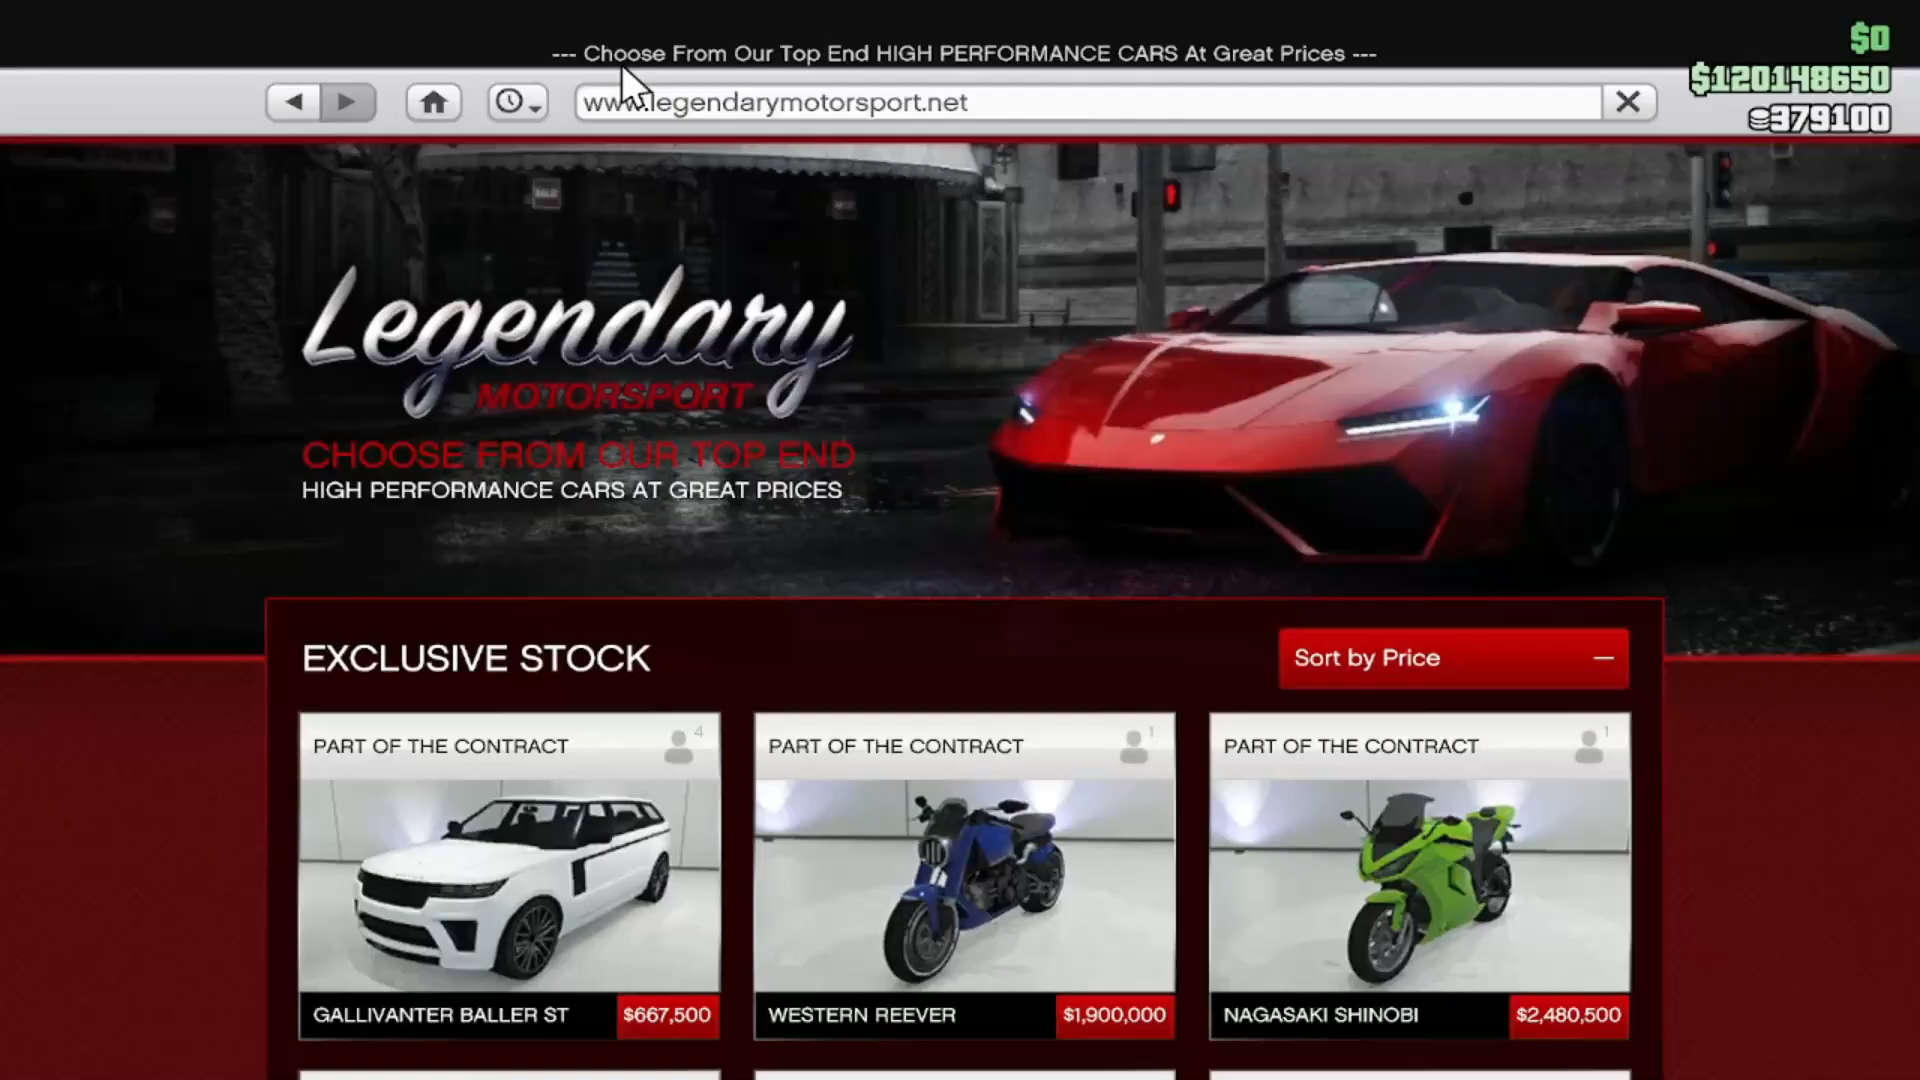 --- Choose From Our Top End HIGH PERFORMANCE CARS At Great Prices ---
$0
$120148650
379100
www.legendarymotorsport.net
Legendary
MOTORSPORT
CHOOSE FROM OUR TOP END
HIGH PERFORMANCE CARS AT GREAT PRICES
EXCLUSIVE STOCK
Sort by Price
PART OF THE CONTRACT 4
PART OF THE CONTRACT 1
PART OF THE CONTRACT 1
GALLIVANTER BALLER ST $667,500
WESTERN REEVER $1,900,000
NAGASAKI SHINOBI $2,480,500